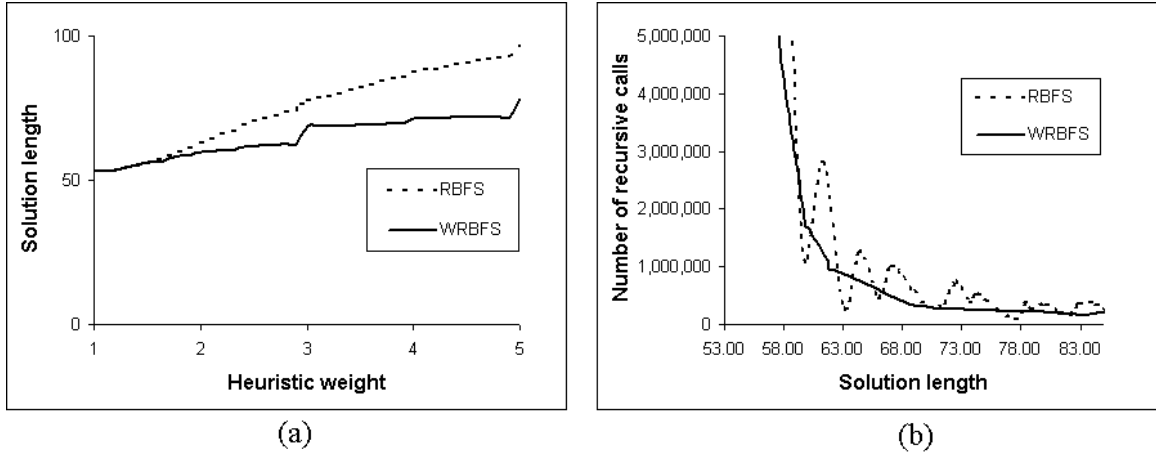 100
50
0
1 2 3 4 5
Solution length
Heuristic weight
RBFS
WRBFS
(a)
5,000,000
4,000,000
3,000,000
2,000,000
1,000,000
0
53.00 58.00 63.00 68.00 73.00 78.00 83.00
Number of recursive calls
Solution length
RBFS
WRBFS
(b)